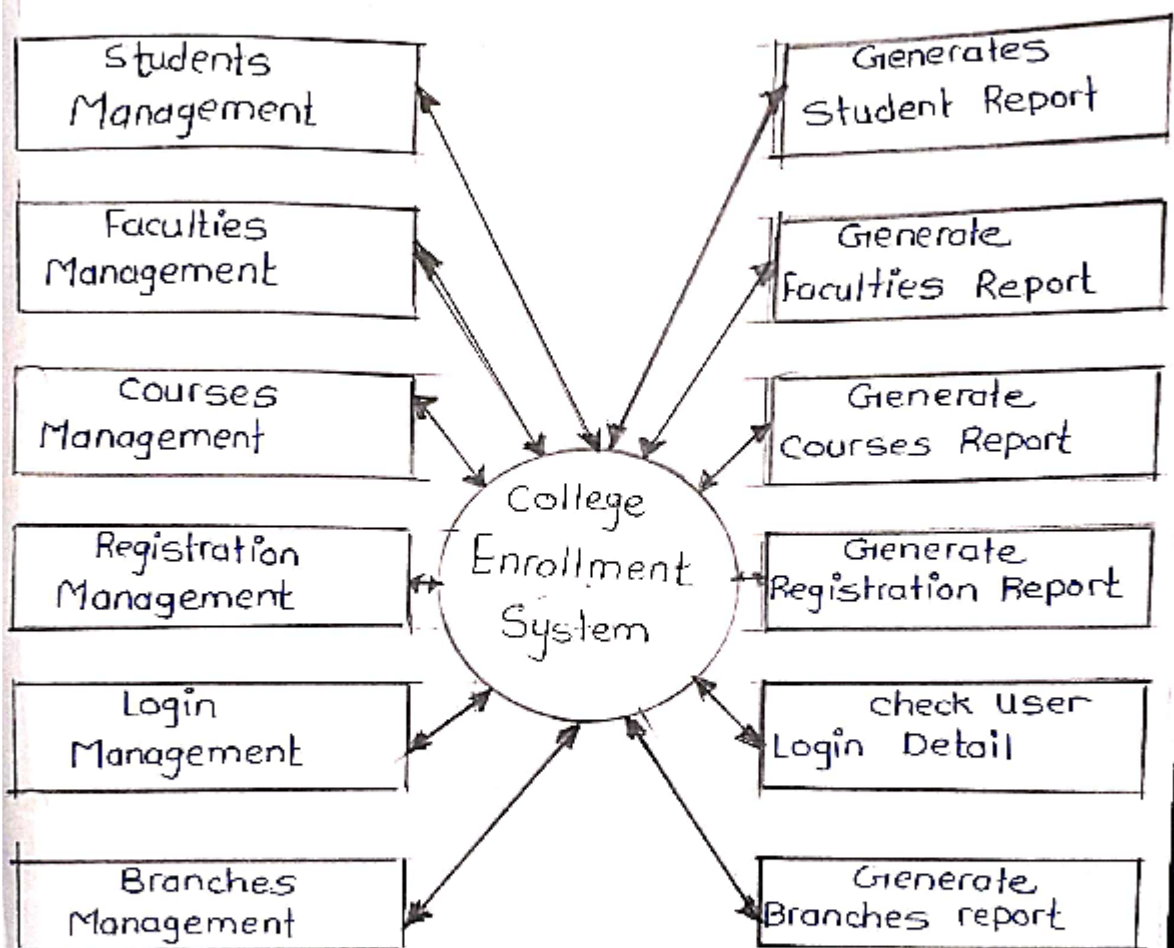 Students
Management
Faculties
Management
Courses
Management
Registration
Management
Login
Management
Branches
Management
College
Enrollment
System
Generates
Student Report
Generate
Faculties Report
Generate
Courses Report
Generate
Registration Report
check user
Login Detail
Generate
Branches report